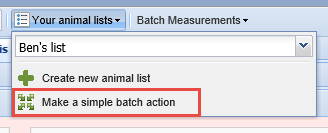 Your animal lists Batch Measurements
Ben's list
Create new animal list
Make a simple batch action